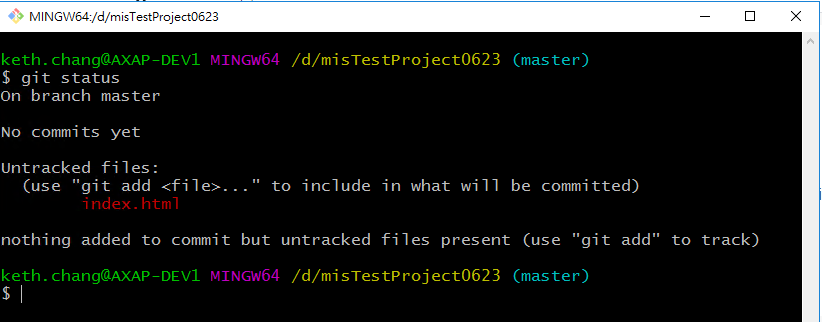 MINGW64:/d/misTestProject0623
keth.chang@AXAP-DEV1 MINGW64 /d/misTestProject0623 (master)
$ git status
On branch master
No commits yet
Untracked files:
  (use "git add <file>..." to include in what will be committed)
        index.html
nothing added to commit but untracked files present (use "git add" to track)
keth.chang@AXAP-DEV1 MINGW64 /d/misTestProject0623 (master)
$